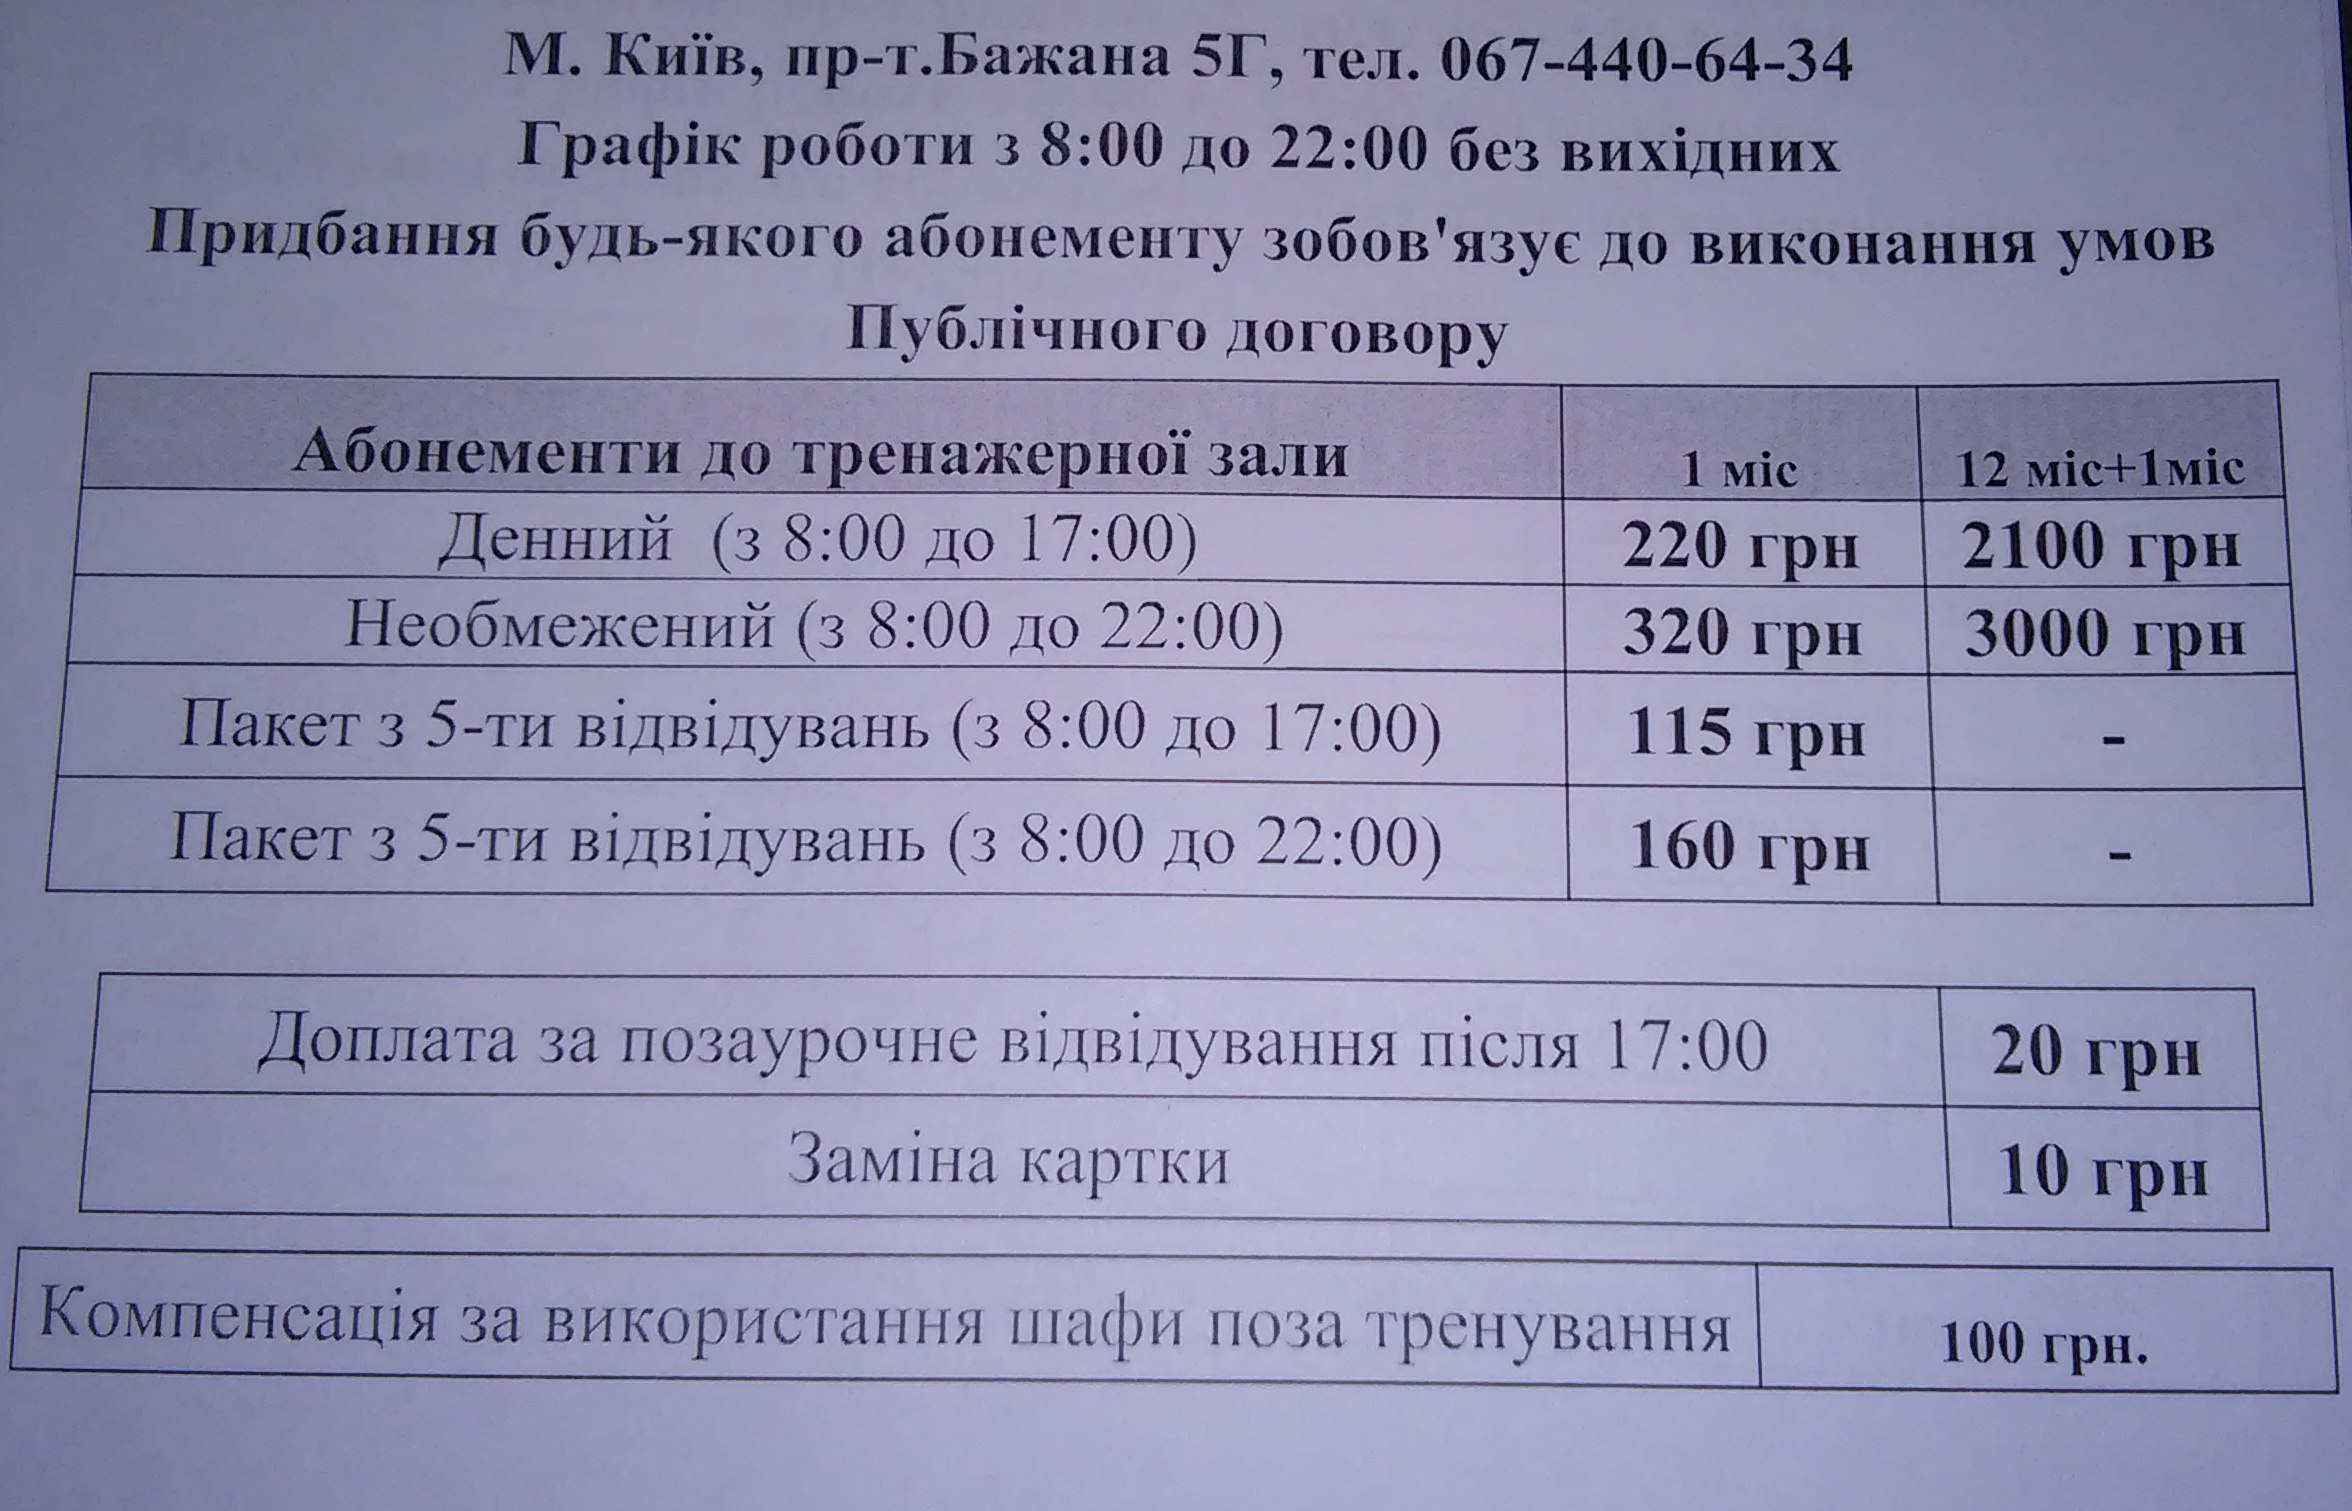 М. Київ, пр-т.Бажана 5Г, тел. 067-440-64-34
Графік роботи з 8:00 до 22:00 без вихідних
Придбання будь-якого абонементу зобов'язує до виконання умов
Публічного договору
Абонементи до тренажерної зали 1 міс 12 міс+1міс
Денний (з 8:00 до 17:00) 220 грн 2100 грн
Необмежений (з 8:00 до 22:00) 320 грн 3000 грн
Пакет з 5-ти відвідувань (з 8:00 до 17:00) 115 грн -
Пакет з 5-ти відвідувань (з 8:00 до 22:00) 160 грн -
Доплата за позаурочне відвідування після 17:00 20 грн
Заміна картки 10 грн
Компенсація за використання шафи поза тренування 100 грн.